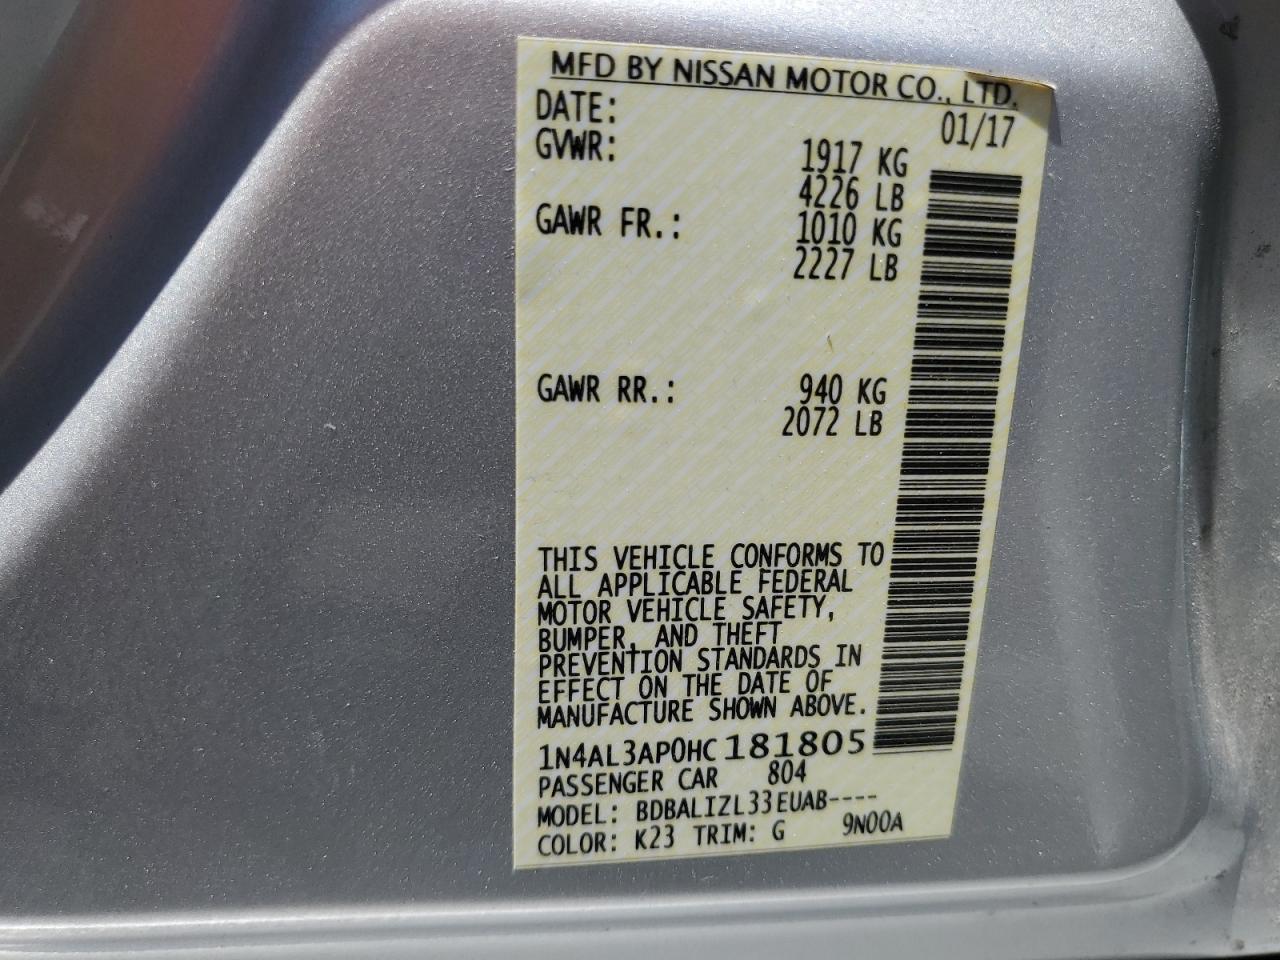 MFD BY NISSAN MOTOR CO., LTD.
DATE: 01/17
GVWR: 1917 KG
4226 LB
GAWR FR.: 1010 KG
2227 LB
GAWR RR.: 940 KG
2072 LB
THIS VEHICLE CONFORMS TO
ALL APPLICABLE FEDERAL
MOTOR VEHICLE SAFETY,
BUMPER, AND THEFT
PREVENTION STANDARDS IN
EFFECT ON THE DATE OF
MANUFACTURE SHOWN ABOVE.
1N4AL3AP0HC181805
PASSENGER CAR 804
MODEL: BDBALIZL33EUAB----
COLOR: K23 TRIM: G 9N00A